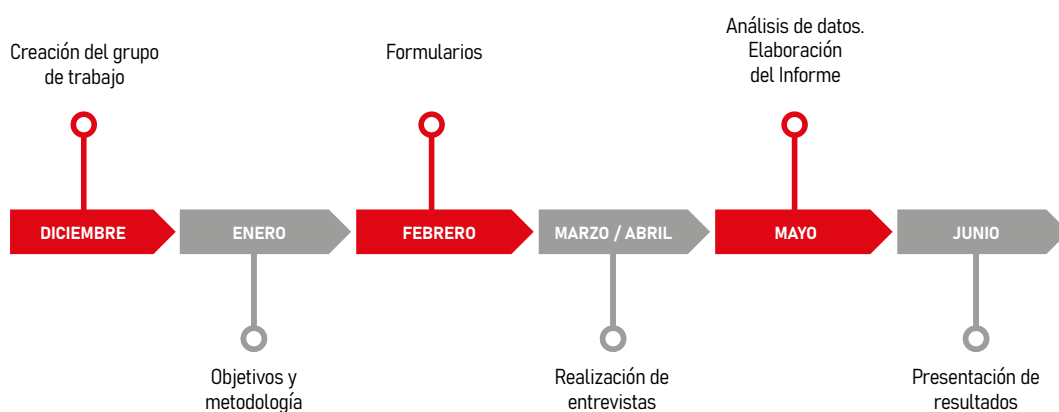 Creación del grupo
de trabajo
Formularios
Análisis de datos.
Elaboración
del Informe
DICIEMBRE
ENERO
FEBRERO
MARZO / ABRIL
MAYO
JUNIO
Objetivos y
metodología
Realización de
entrevistas
Presentación de
resultados